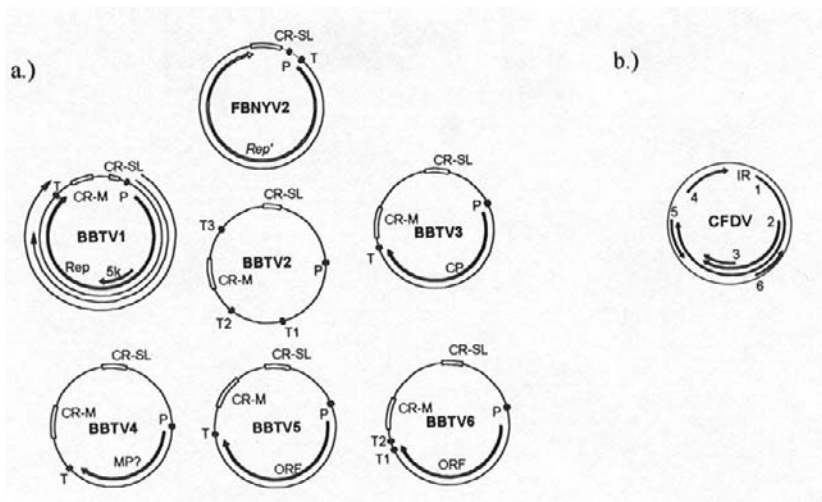 a.)
CR-SL
T
P
FBNYV2
Rep'
b.)
CR-SL
T
CR-M
P
BBTV1
Rep
5k
CR-SL
T3
BBTV2
P
CR-M
T2
T1
CR-SL
P
CR-M
BBTV3
T
CP
IR
1
4
CFDV
5
2
3
6
CR-SL
CR-M
P
BBTV4
MP?
T
CR-SL
CR-M
P
T
BBTV5
ORF
CR-SL
CR-M
P
T2
BBTV6
T1
ORF